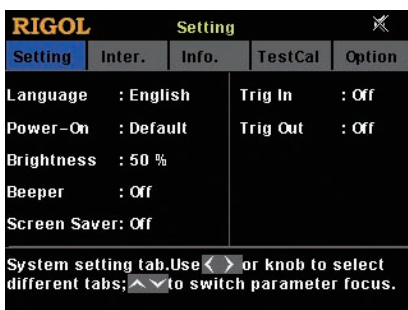 RIGOL Setting
Setting Inter. Info. TestCal Option
Language : English Trig In : Off
Power-On : Default Trig Out : Off
Brightness : 50 %
Beeper : Off
Screen Saver: Off
System setting tab.Use < > or knob to select
different tabs; ∧ ∨ to switch parameter focus.